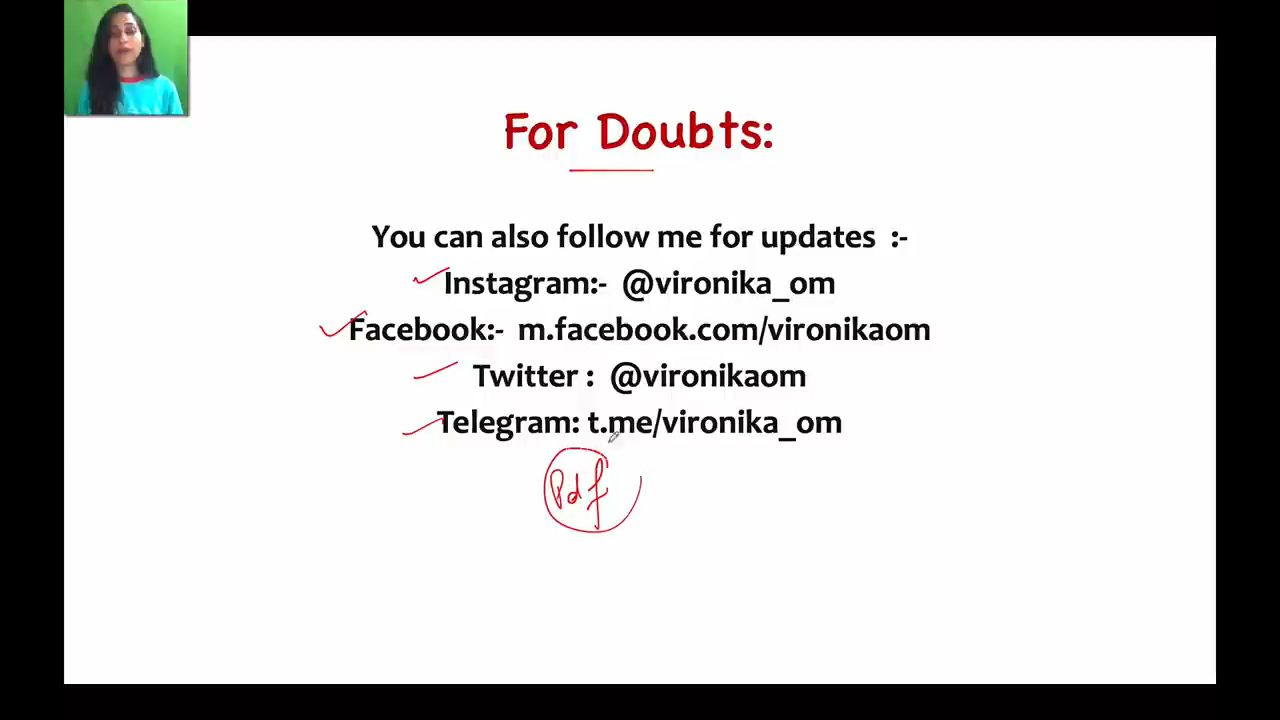 For Doubts:
You can also follow me for updates :-
Instagram:- @vironika_om
Facebook:- m.facebook.com/vironikaom
Twitter : @vironikaom
Telegram: t.me/vironika_om
Pdf